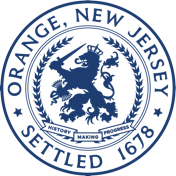 ORANGE, NEW JERSEY
HISTORY MAKING PROGRESS
SETTLED 1678